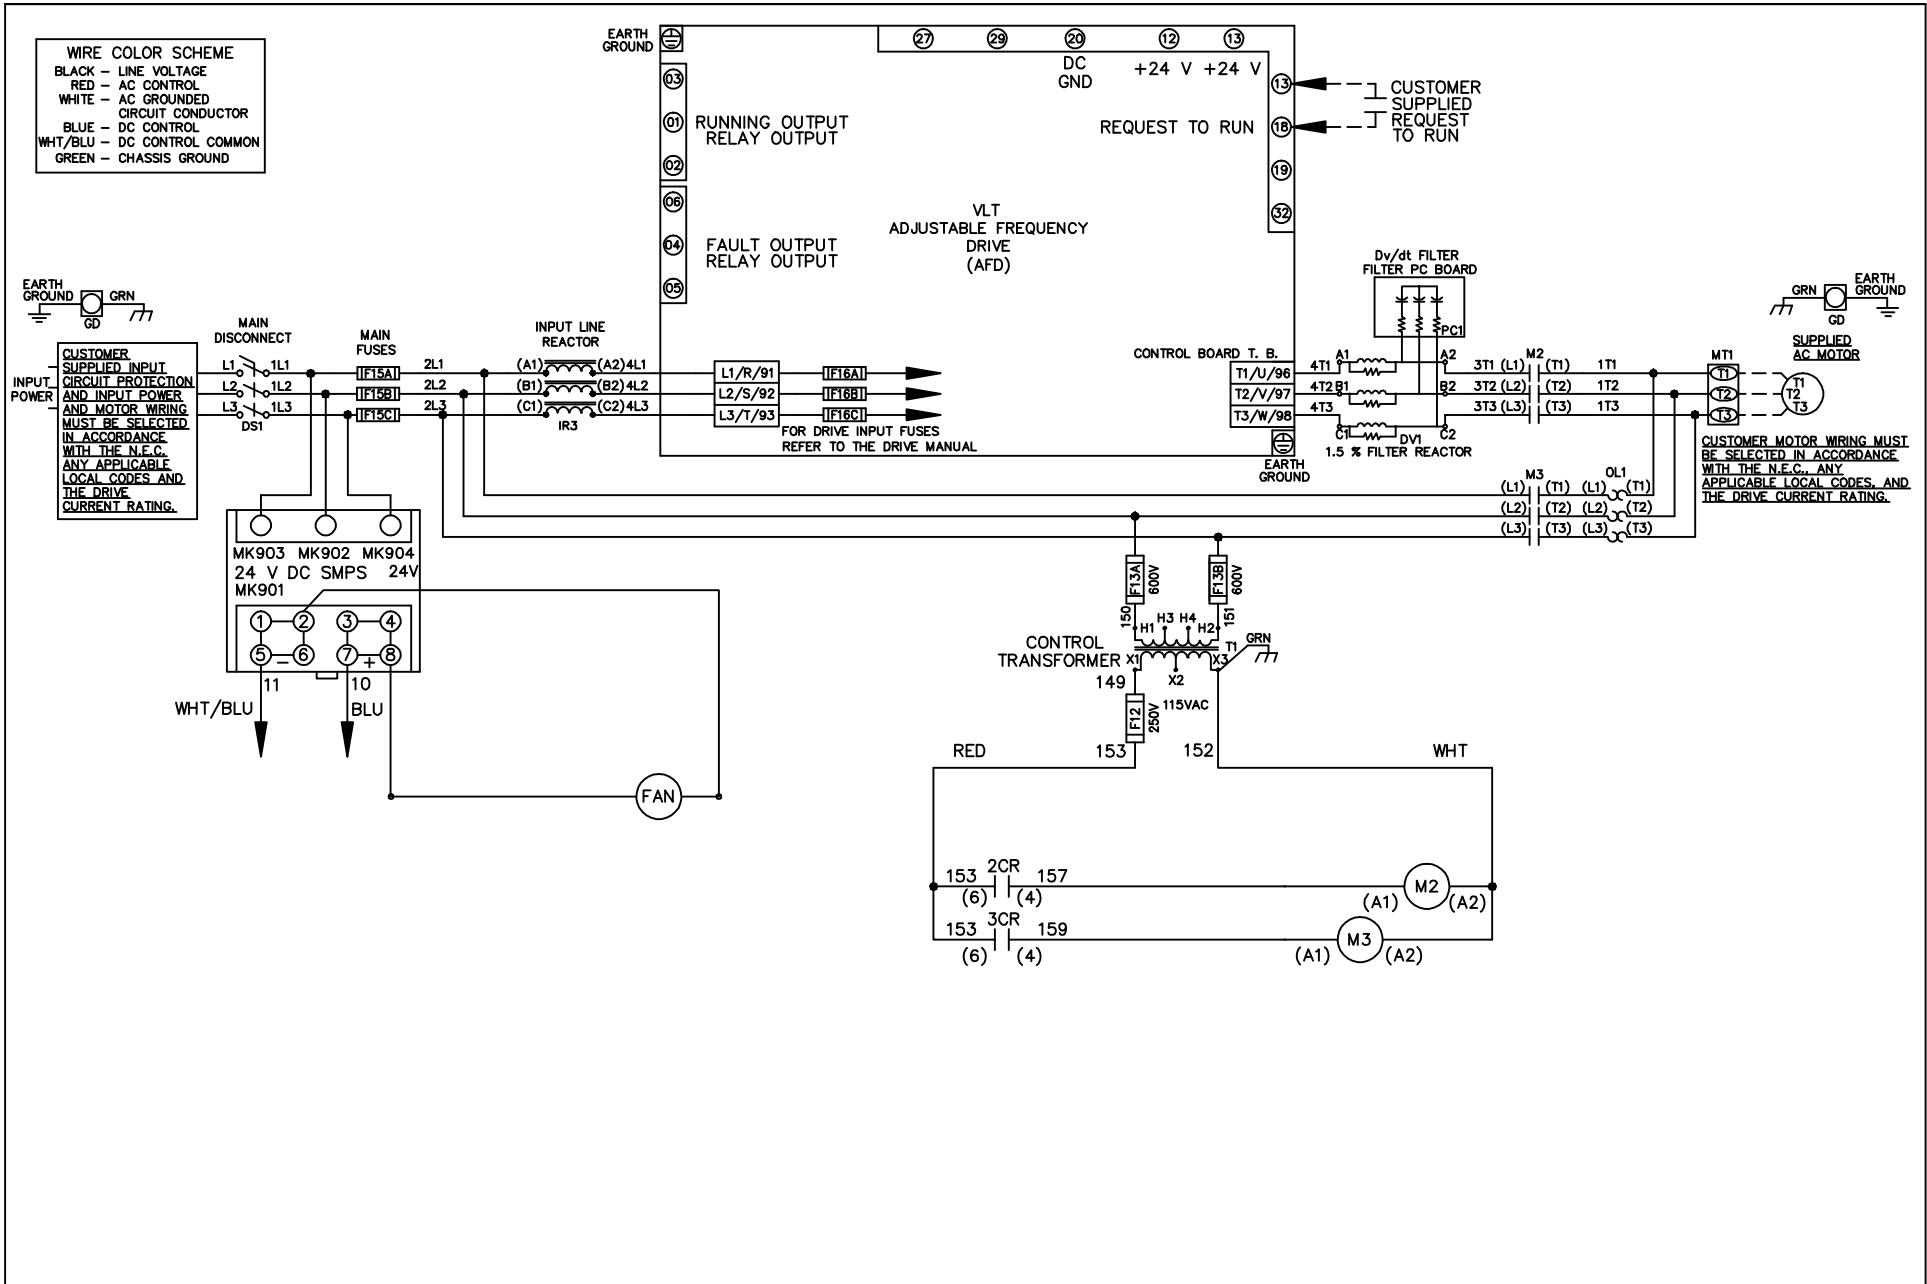 WIRE COLOR SCHEME
BLACK – LINE VOLTAGE
RED – AC CONTROL
WHITE – AC GROUNDED
CIRCUIT CONDUCTOR
BLUE – DC CONTROL
WHT/BLU – DC CONTROL COMMON
GREEN – CHASSIS GROUND
EARTH
GROUND
27
29
20
12
13
DC
GND
+24 V
+24 V
03
01
02
RUNNING OUTPUT
RELAY OUTPUT
06
04
05
FAULT OUTPUT
RELAY OUTPUT
VLT
ADJUSTABLE FREQUENCY
DRIVE
(AFD)
REQUEST TO RUN
13
18
19
32
CUSTOMER
SUPPLIED
REQUEST
TO RUN
Dv/dt FILTER
FILTER PC BOARD
PC1
EARTH
GROUND
GRN
GD
INPUT
POWER
CUSTOMER
SUPPLIED INPUT
CIRCUIT PROTECTION
AND INPUT POWER
AND MOTOR WIRING
MUST BE SELECTED
IN ACCORDANCE
WITH THE N.E.C.
ANY APPLICABLE
LOCAL CODES AND
THE DRIVE
CURRENT RATING.
MAIN
DISCONNECT
L1
1L1
L2
1L2
L3
1L3
DS1
MAIN
FUSES
F15A
F15B
F15C
2L1
2L2
2L3
INPUT LINE
REACTOR
(A1)
(A2)4L1
(B1)
(B2)4L2
(C1)
(C2)4L3
IR3
L1/R/91
L2/S/92
L3/T/93
F16A
F16B
F16C
FOR DRIVE INPUT FUSES
REFER TO THE DRIVE MANUAL
CONTROL BOARD T. B.
T1/U/96
T2/V/97
T3/W/98
EARTH
GROUND
4T1
4T2
4T3
A1
A2
B1
B2
C1
C2
DV1
1.5 % FILTER REACTOR
M2
3T1 (L1)
(T1)
1T1
3T2 (L2)
(T2)
1T2
3T3 (L3)
(T3)
1T3
GRN
EARTH
GROUND
GD
SUPPLIED
AC MOTOR
MT1
T1
T2
T3
T1
T2
T3
CUSTOMER MOTOR WIRING MUST
BE SELECTED IN ACCORDANCE
WITH THE N.E.C., ANY
APPLICABLE LOCAL CODES, AND
THE DRIVE CURRENT RATING.
M3
OL1
(L1)
(T1)
(L1)
(T1)
(L2)
(T2)
(L2)
(T2)
(L3)
(T3)
(L3)
(T3)
MK903
MK902
MK904
24 V DC SMPS
24V
MK901
1
2
3
4
5
–
6
7
+
8
11
10
WHT/BLU
BLU
FAN
F13A
600V
F13B
600V
150
151
H1
H3
H4
H2
CONTROL
TRANSFORMER
T1
GRN
X1
X2
X3
149
F12
250V
115VAC
RED
153
152
WHT
153
2CR
157
(6)
(4)
M2
(A1)
(A2)
153
3CR
159
(6)
(4)
M3
(A1)
(A2)